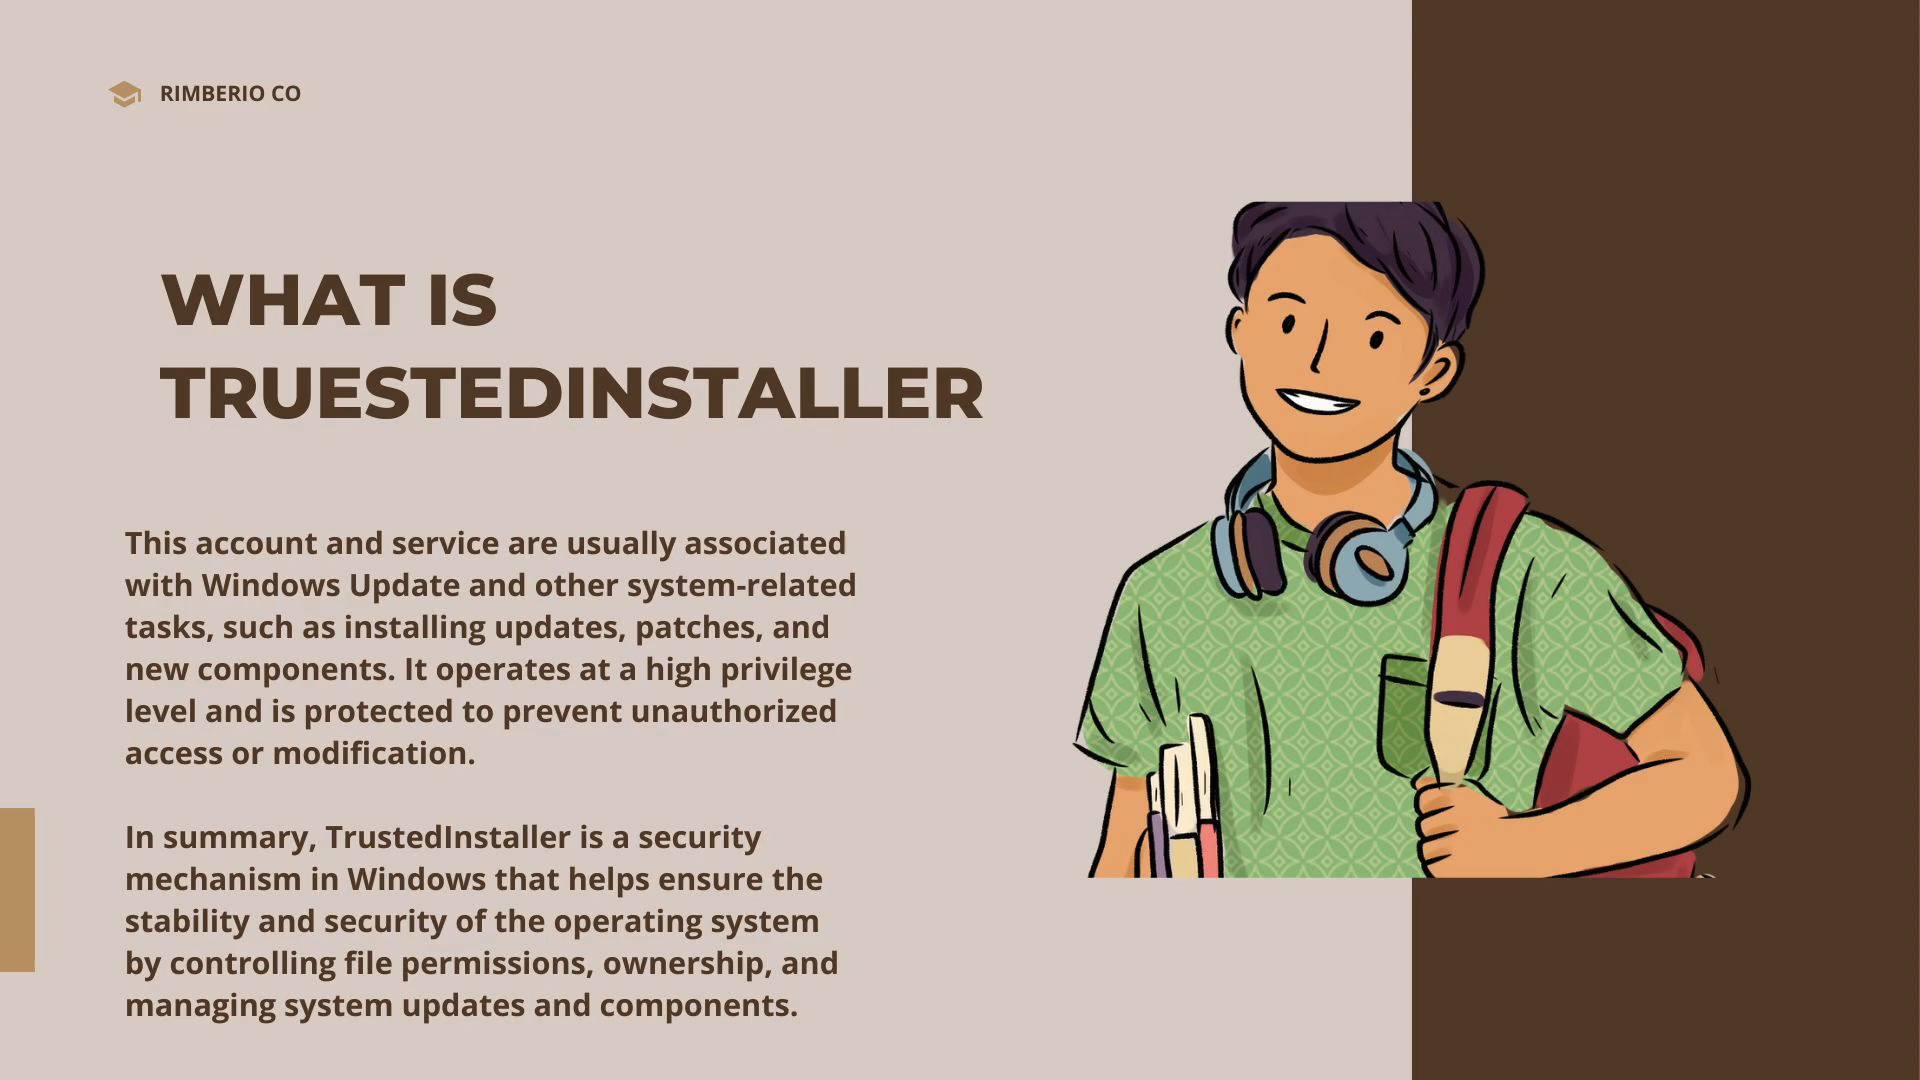 RIMBERIO CO
WHAT IS
TRUESTEDINSTALLER
This account and service are usually associated
with Windows Update and other system-related
tasks, such as installing updates, patches, and
new components. It operates at a high privilege
level and is protected to prevent unauthorized
access or modification.
In summary, TrustedInstaller is a security
mechanism in Windows that helps ensure the
stability and security of the operating system
by controlling file permissions, ownership, and
managing system updates and components.